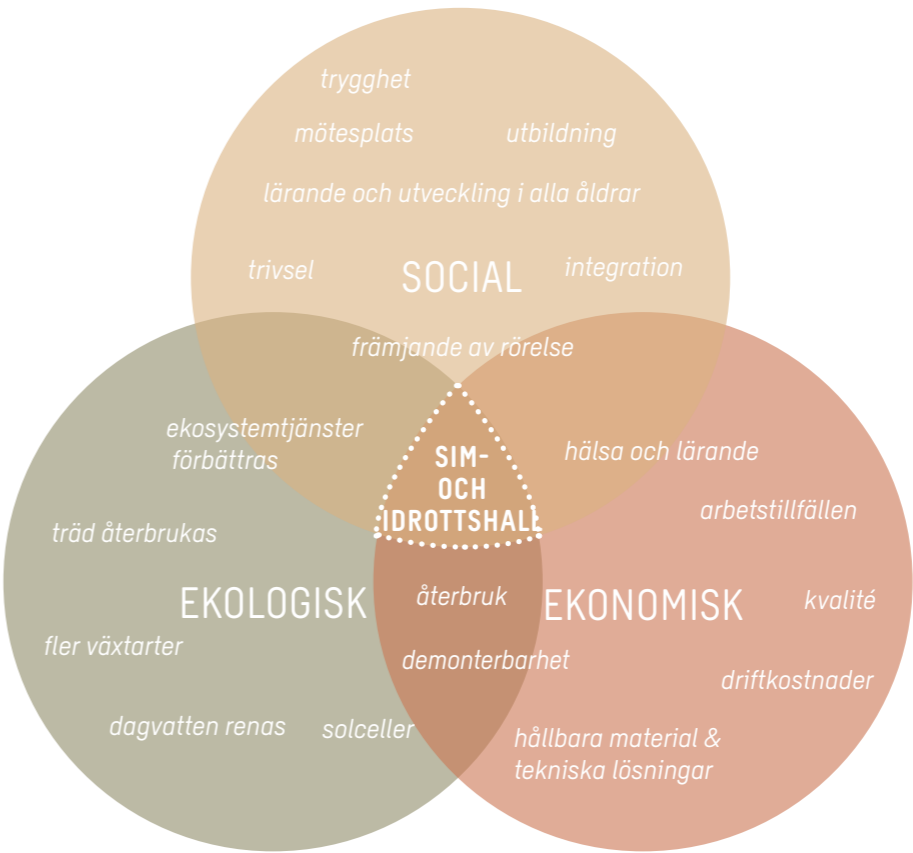 trygghet
mötesplats
utbildning
lärande och utveckling i alla åldrar
trivsel
SOCIAL
integration
främjande av rörelse
ekosystemtjänster
förbättras
SIM-
OCH
IDROTTSHALL
hälsa och lärande
arbetstillfällen
träd återbrukas
EKOLOGISK
återbruk
EKONOMISK
kvalité
fler växtarter
demonterbarhet
driftkostnader
dagvatten renas
solceller
hållbara material &
tekniska lösningar